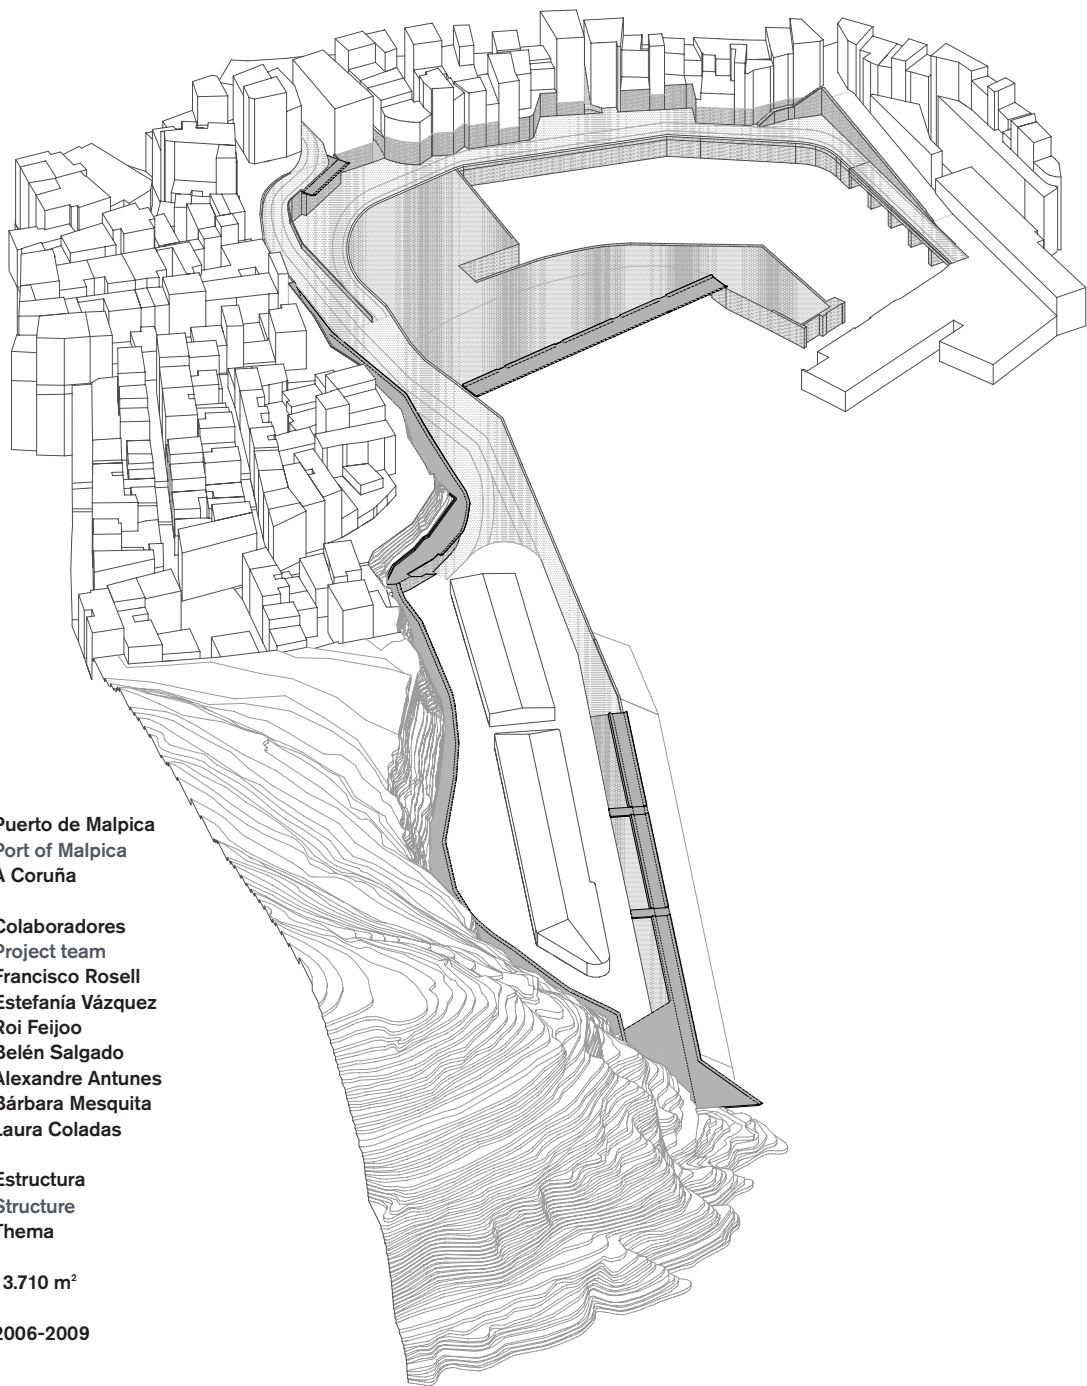 Puerto de Malpica
Port of Malpica
A Coruña
Colaboradores
Project team
Francisco Rosell
Estefanía Vázquez
Roi Feijoo
Belén Salgado
Alexandre Antunes
Bárbara Mesquita
Laura Coladas
Estructura
Structure
Thema
3.710 m²
2006-2009